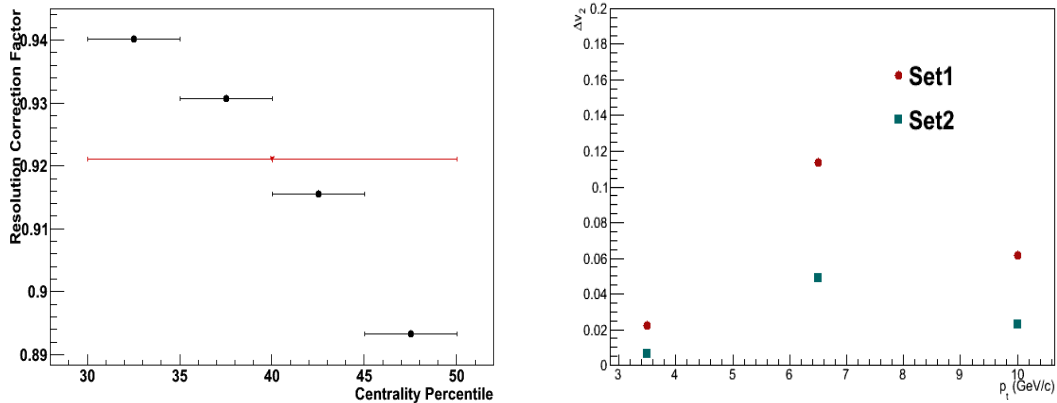 Resolution Correction Factor
0.94
0.93
0.92
0.91
0.9
0.89
30 35 40 45 50
Centrality Percentile
Δv₂
0.2
0.18
0.16
0.14
0.12
0.1
0.08
0.06
0.04
0.02
0
Set1
Set2
3 4 5 6 7 8 9 10
pₜ (GeV/c)